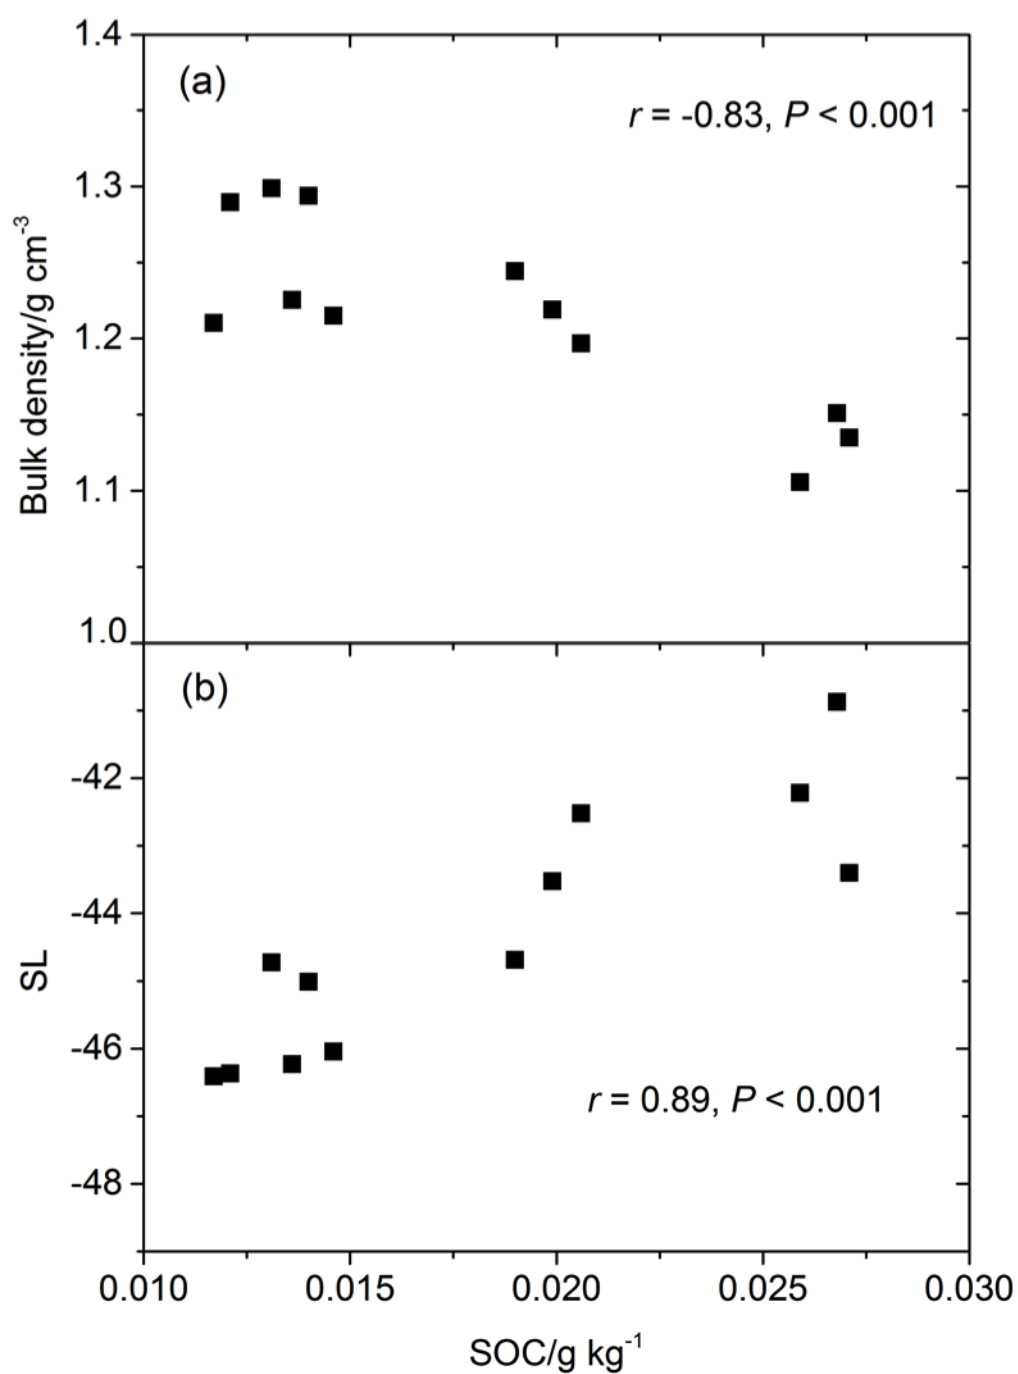 1.4
(a)
r = -0.83, P < 0.001
1.3
1.2
1.1
1.0
Bulk density/g cm-3
(b)
-42
-44
-46
-48
SL
r = 0.89, P < 0.001
0.010 0.015 0.020 0.025 0.030
SOC/g kg-1